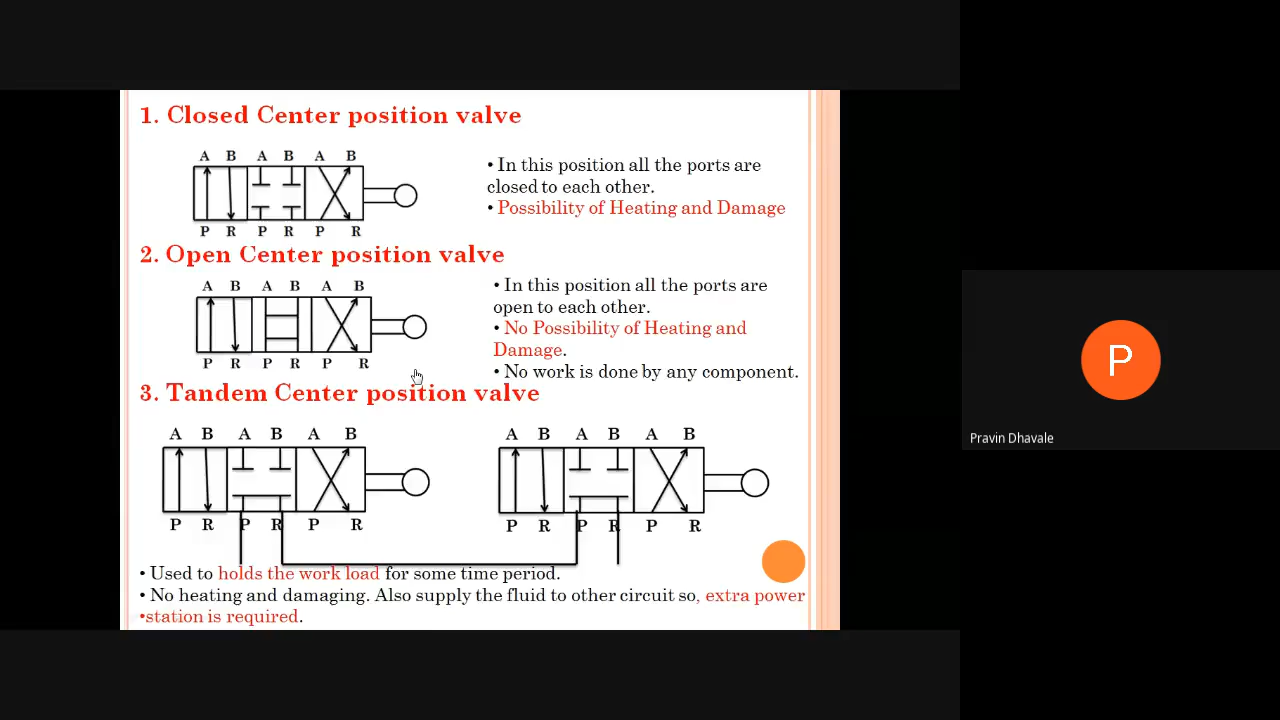 1. Closed Center position valve
A B A B A B
P R P R P R
• In this position all the ports are
closed to each other.
• Possibility of Heating and Damage
2. Open Center position valve
A B A B A B
P R P R P R
• In this position all the ports are
open to each other.
• No Possibility of Heating and
Damage.
• No work is done by any component.
3. Tandem Center position valve
A B A B A B
P R P R P R
A B A B A B
P R P R P R
• Used to holds the work load for some time period.
• No heating and damaging. Also supply the fluid to other circuit so, extra power
•station is required.
P
Pravin Dhavale